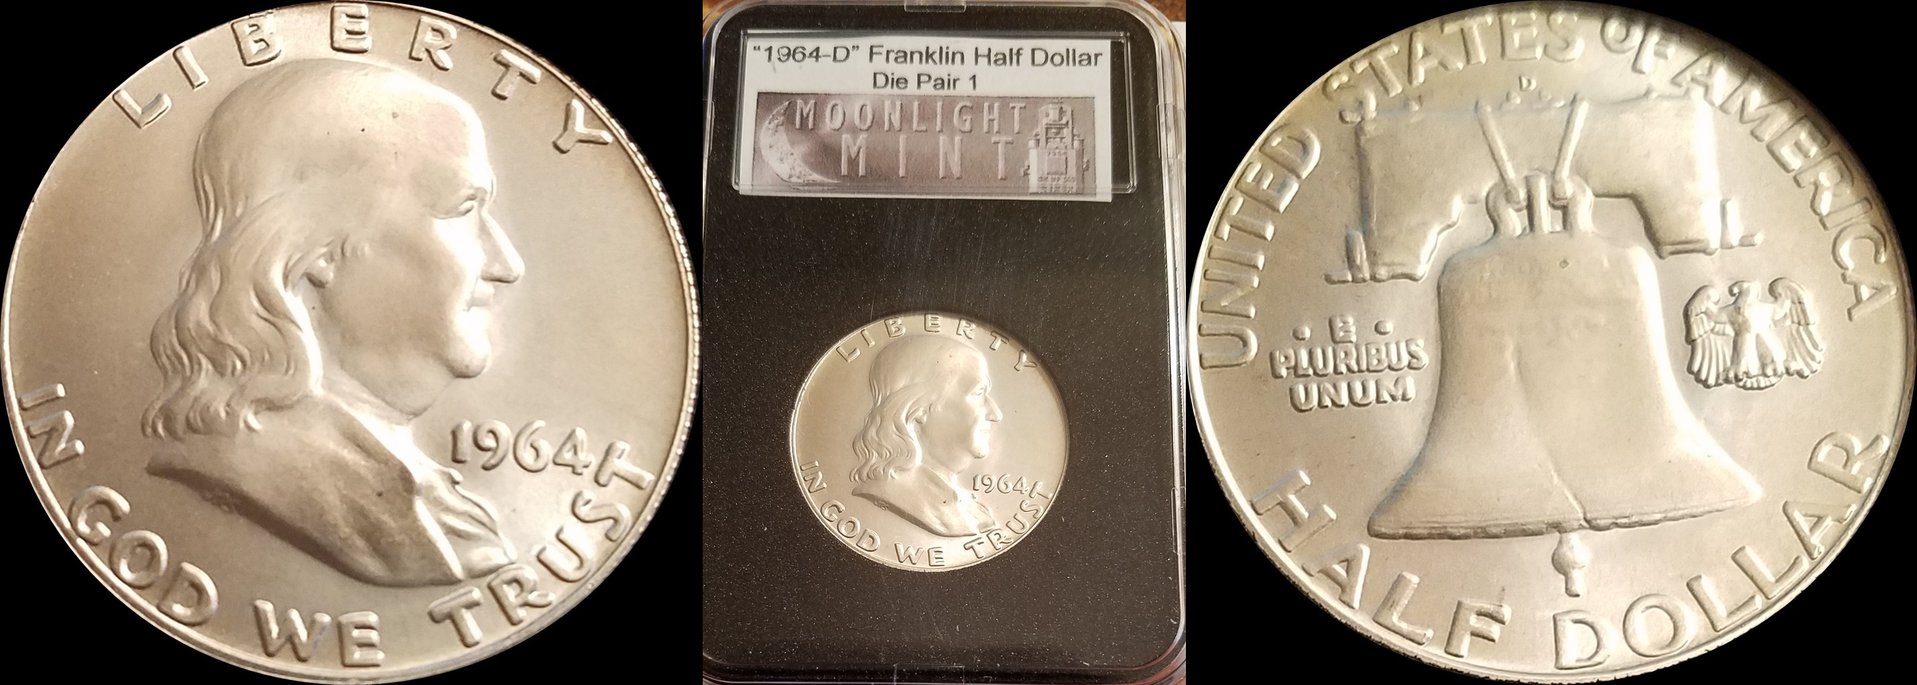 LIBERTY
1964
IN GOD WE TRUST
"1964-D" Franklin Half Dollar
Die Pair 1
MOONLIGHT
MINT
LIBERTY
1964
IN GOD WE TRUST
UNITED STATES OF AMERICA
D
· E ·
PLURIBUS
UNUM
HALF DOLLAR